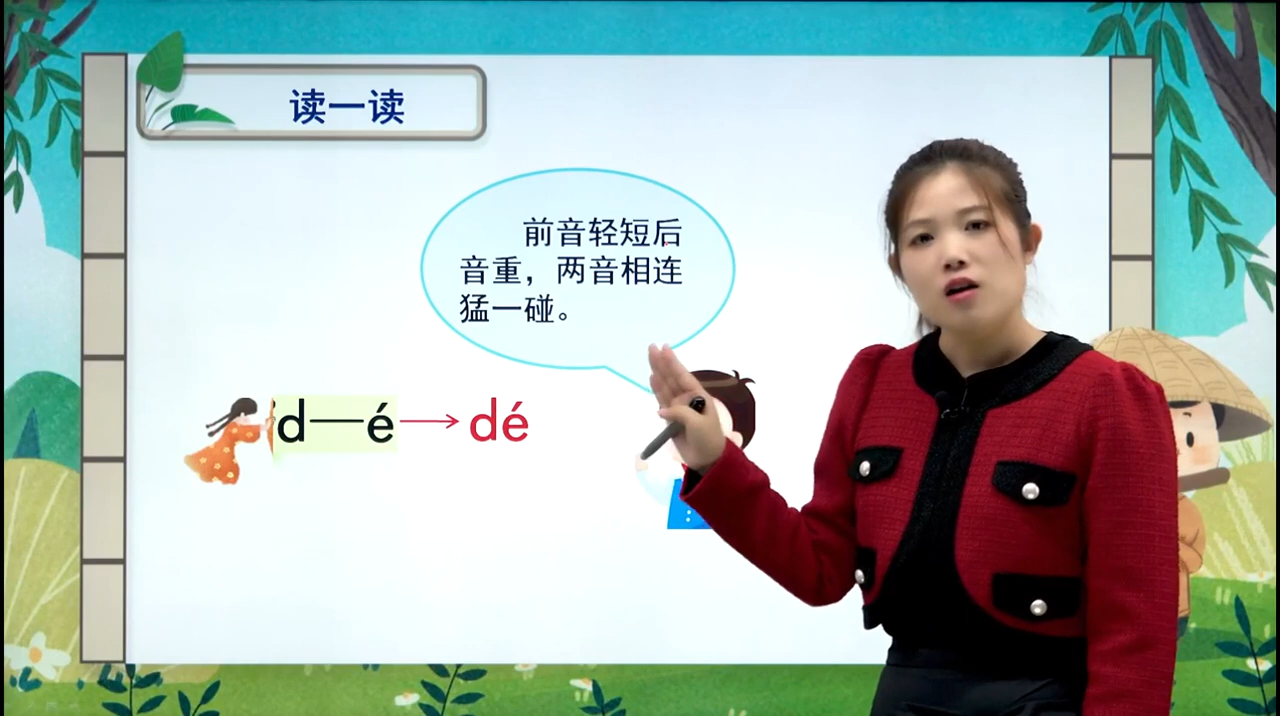 读一读
前音轻短后
音重，两音相连
猛一碰。
d—é→dé